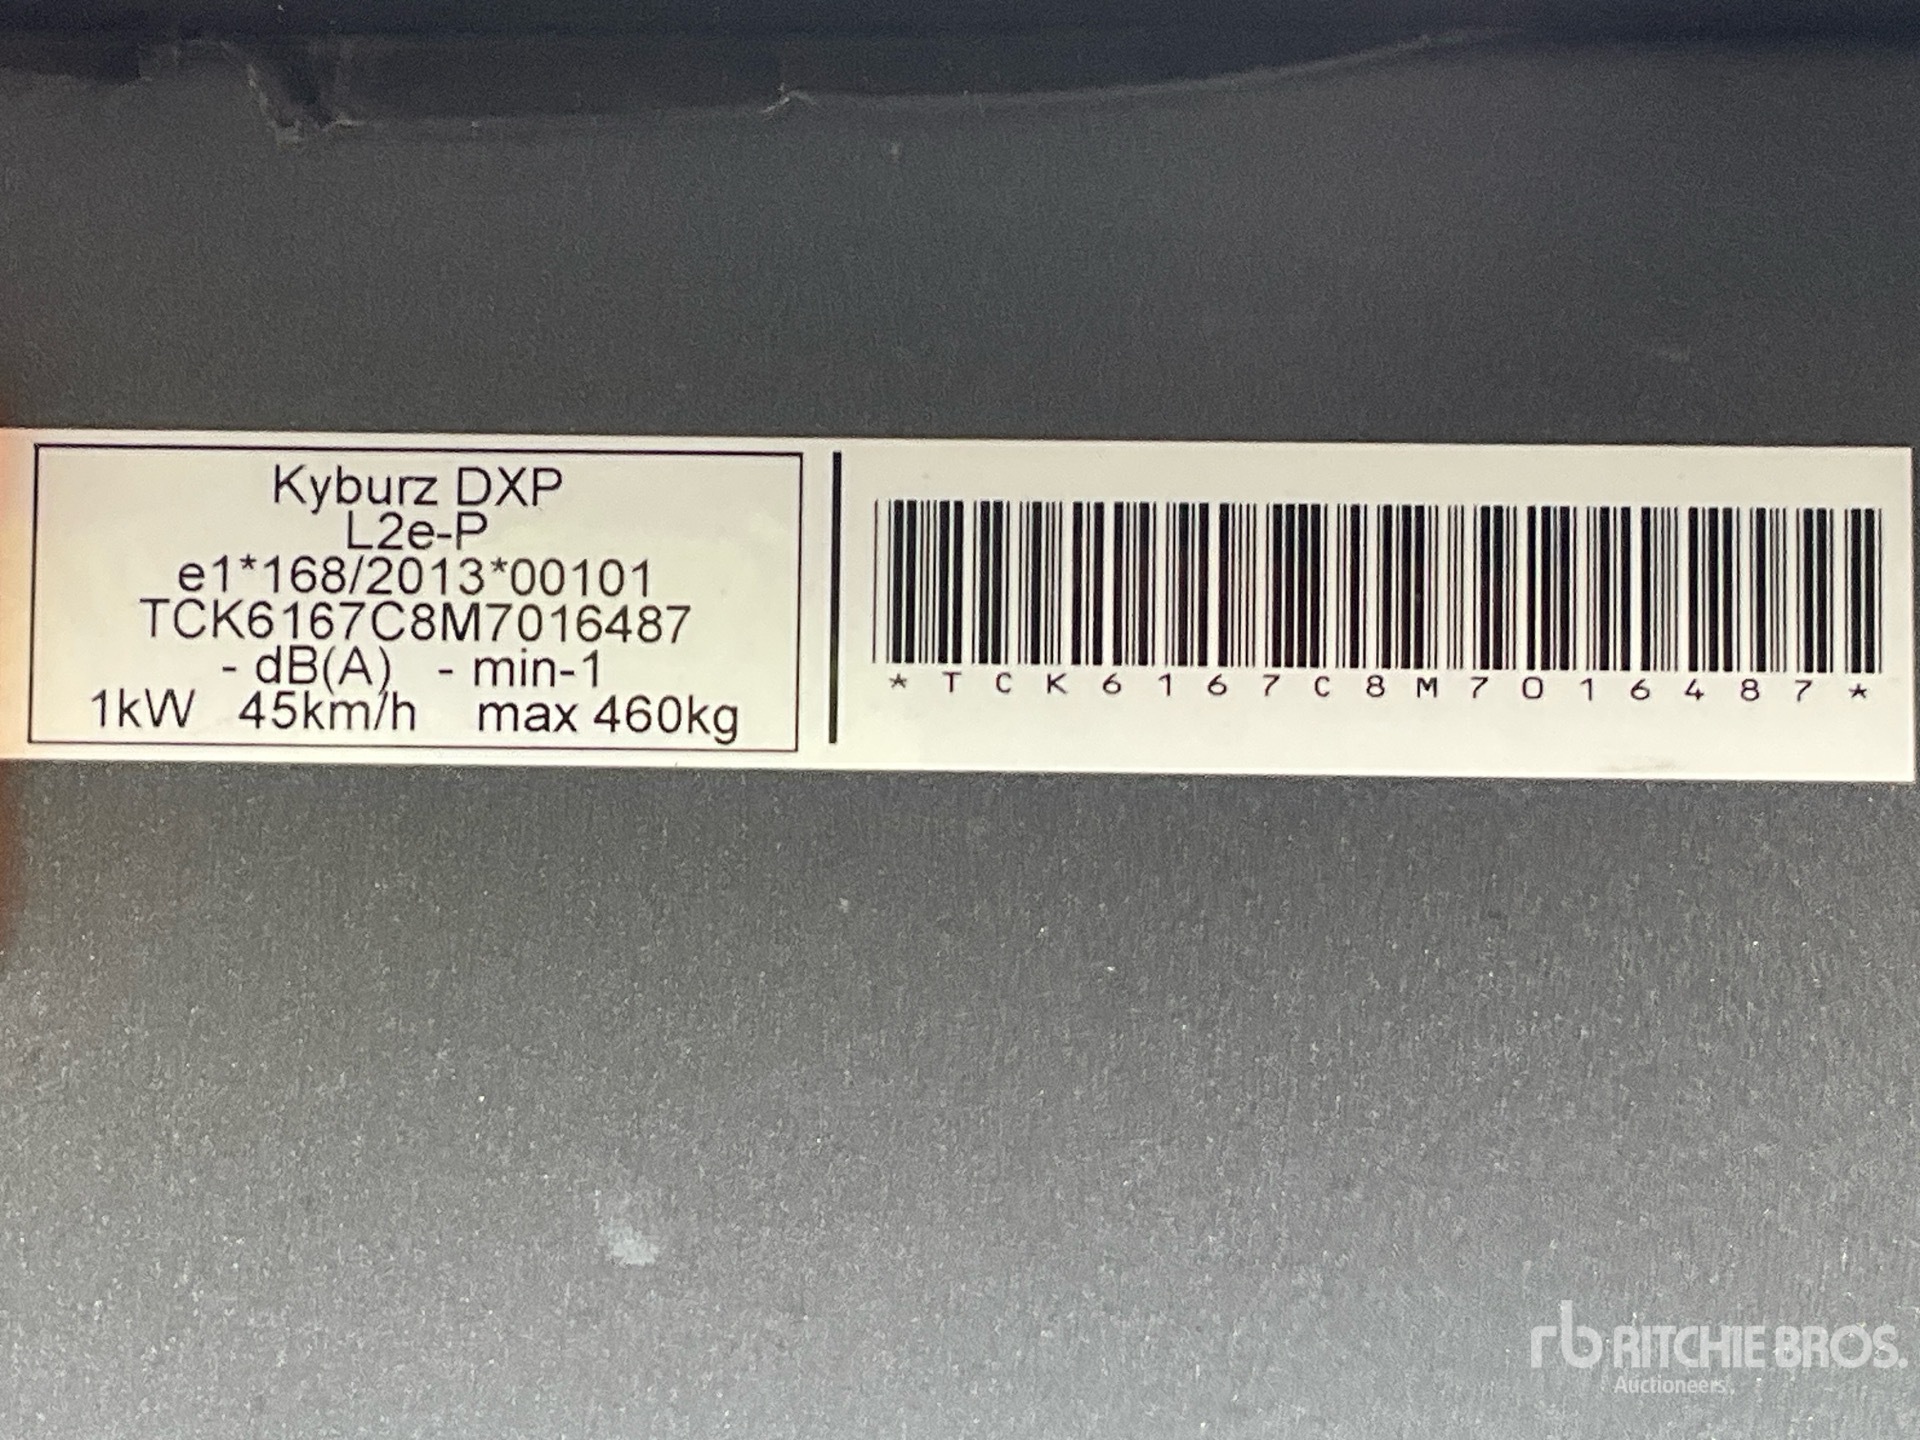 Kyburz DXP
L2e-P
e1*168/2013*00101
TCK6167C8M7016487
- dB(A) - min-1
1kW 45km/h max 460kg
*TCK6167C8M7016487*
rb RITCHIE BROS.
Auctioneers